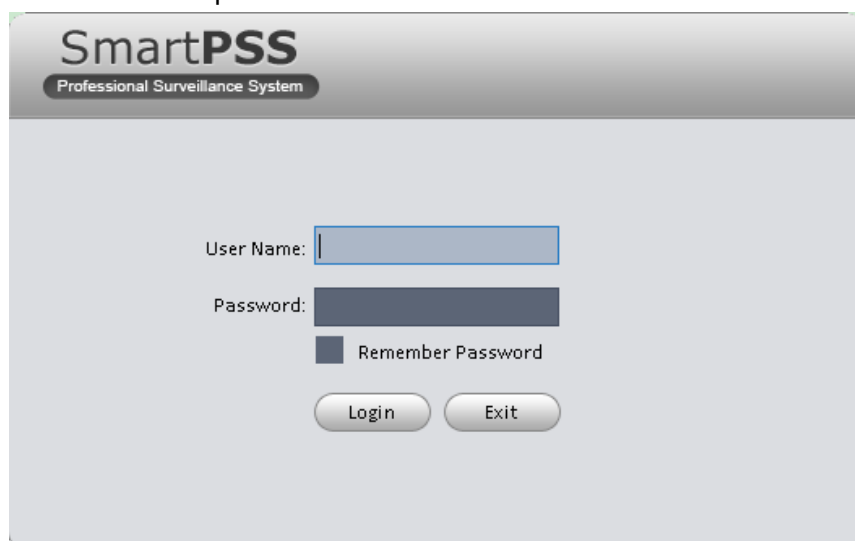 SmartPSS
Professional Surveillance System
User Name:
Password:
Remember Password
Login Exit